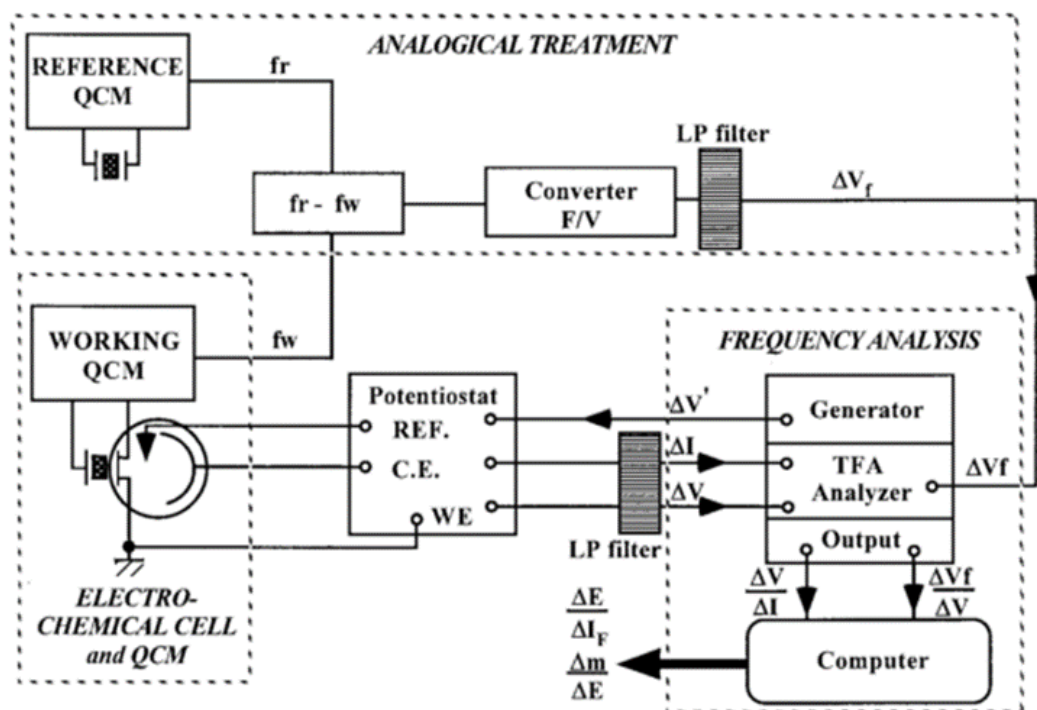 ANALOGICAL TREATMENT
REFERENCE
QCM
fr
LP filter
fr - fw
Converter
F/V
ΔV_f
WORKING
QCM
fw
FREQUENCY ANALYSIS
Potentiostat
REF.
C.E.
WE
ΔV'
ΔI
ΔV
LP filter
Generator
TFA
Analyzer
ΔVf
Output
ΔV
ΔI
ΔVf
ΔV
ELECTRO-
CHEMICAL CELL
and QCM
ΔE
ΔI_F
Δm
ΔE
Computer